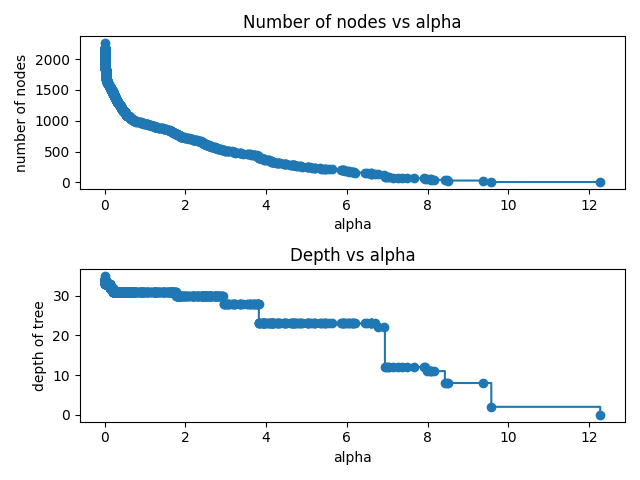 Number of nodes vs alpha
number of nodes
2000
1500
1000
500
0
0 2 4 6 8 10 12
alpha
Depth vs alpha
depth of tree
30
20
10
0
0 2 4 6 8 10 12
alpha